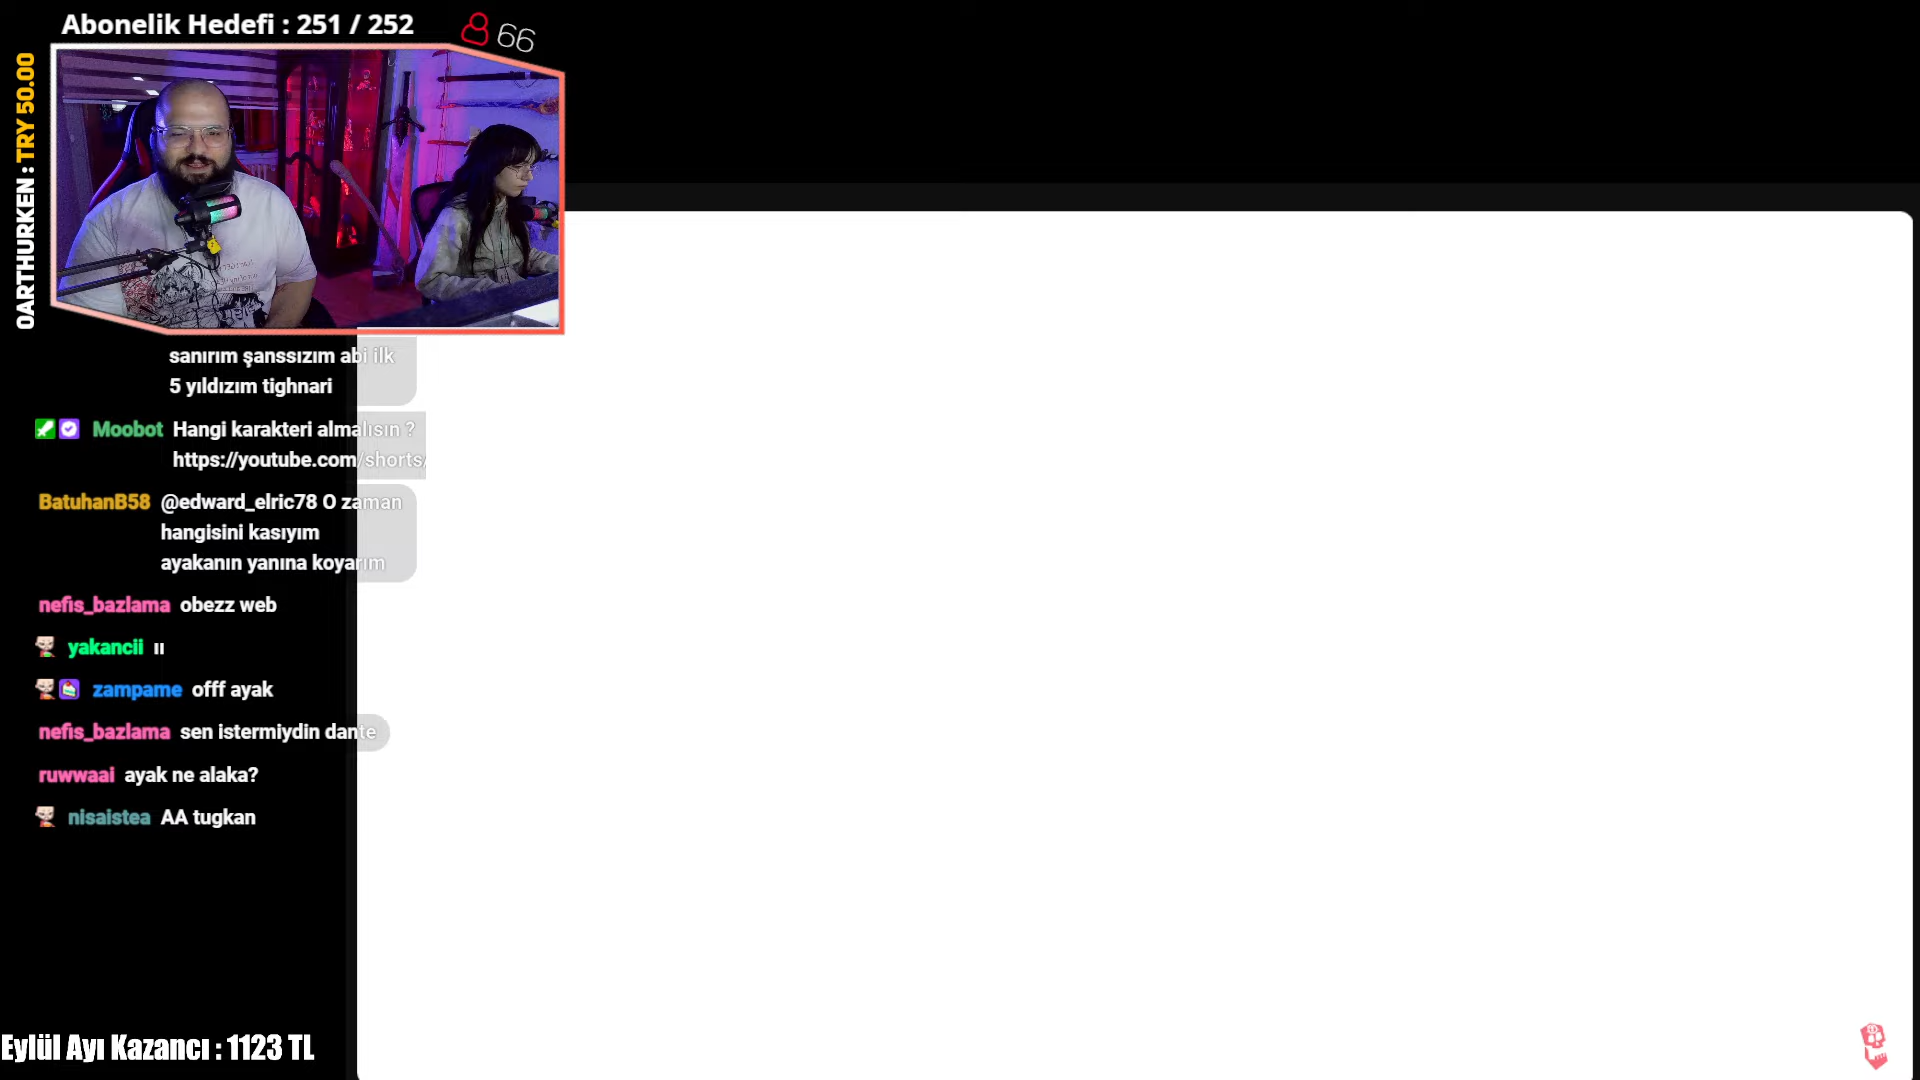 Abonelik Hedefi : 251 / 252
66
0ARTHURKEN : TRY 50.00
sanırım şanssızım abi ilk
5 yıldızım tighnari
Moobot Hangi karakteri almalısın ?
https://youtube.com/shorts/
BatuhanB58 @edward_elric78 O zaman
hangisini kasıyım
ayakanın yanına koyarım
nefis_bazlama obezz web
yakancii ıı
zampame offf ayak
nefis_bazlama sen istermiydin dante
ruwwaai ayak ne alaka?
nisaistea AA tugkan
Eylül Ayı Kazancı : 1123 TL